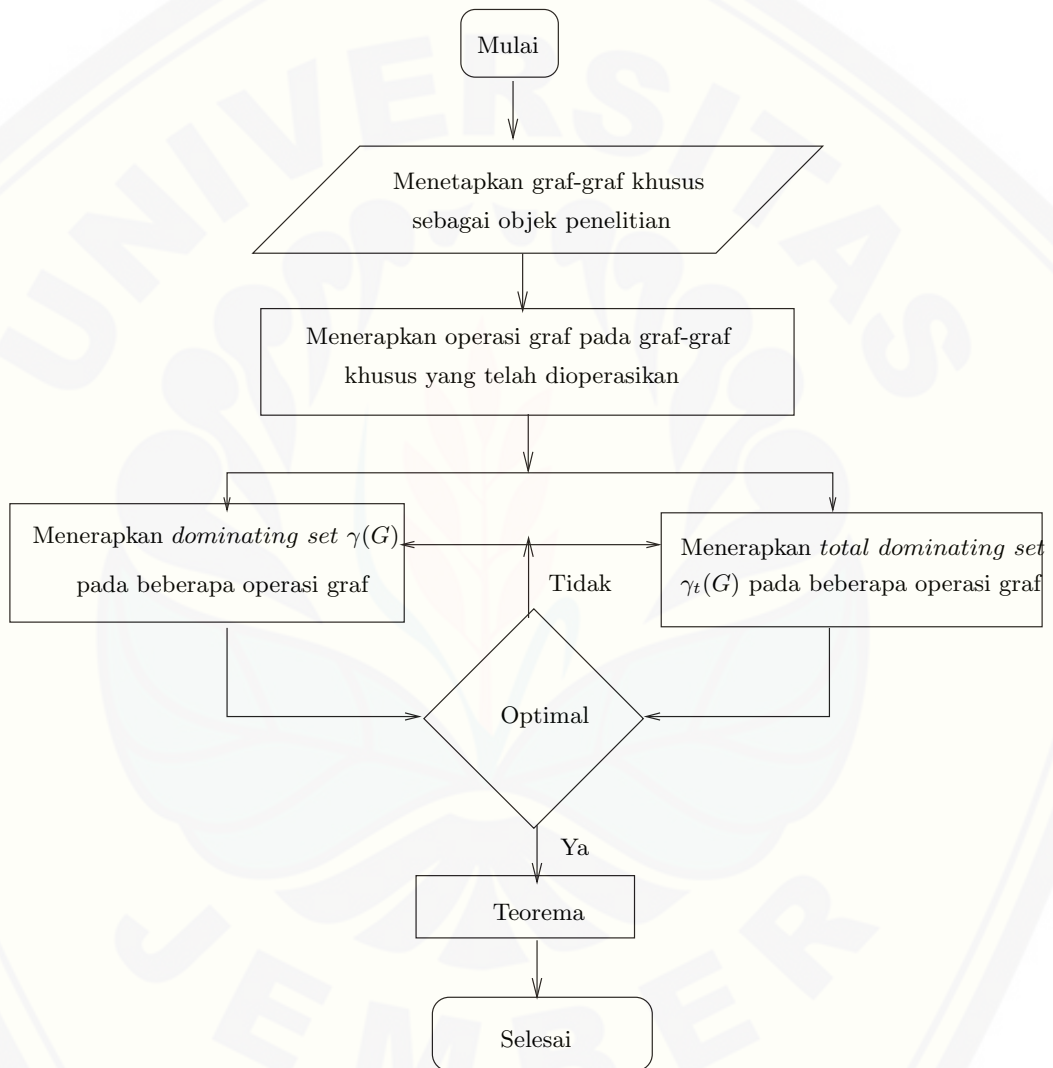 Mulai
Menetapkan graf-graf khusus
sebagai objek penelitian
Menerapkan operasi graf pada graf-graf
khusus yang telah dioperasikan
Menerapkan dominating set γ(G)
pada beberapa operasi graf
Menerapkan total dominating set
γₜ(G) pada beberapa operasi graf
Tidak
Optimal
Ya
Teorema
Selesai
UNIVERSITAS
JEMBER